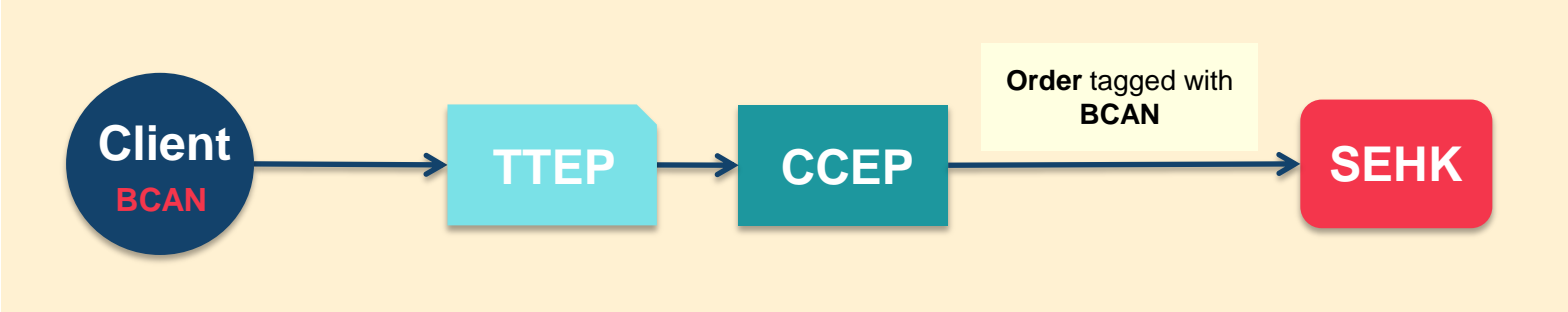 Client
BCAN
TTEP
CCEP
Order tagged with
BCAN
SEHK